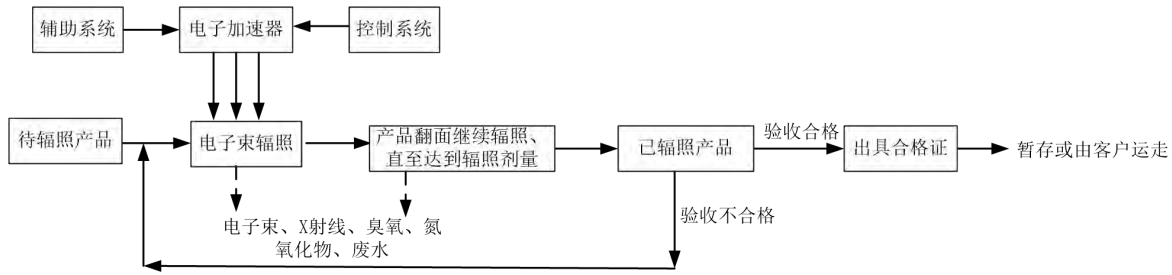 辅助系统
电子加速器
控制系统
待辐照产品
电子束辐照
产品翻面继续辐照、
直至达到辐照剂量
已辐照产品
验收合格
出具合格证
暂存或由客户运走
电子束、X射线、臭氧、氮
氧化物、废水
验收不合格